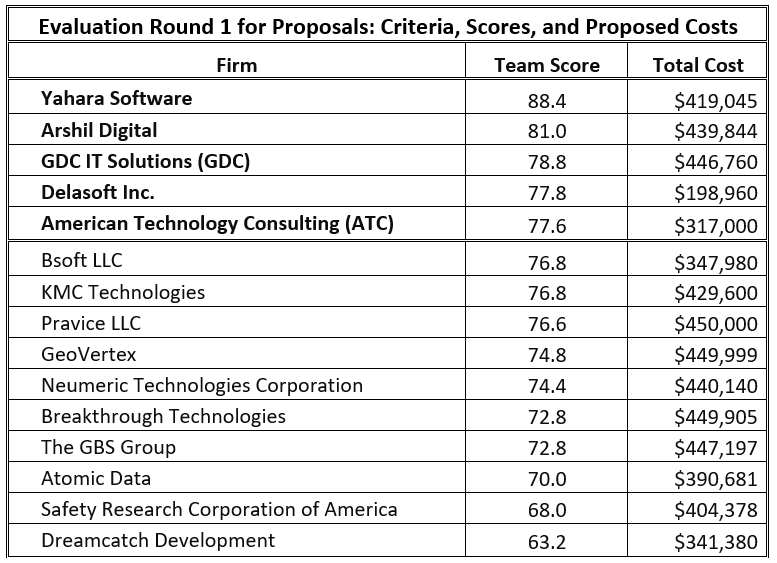 Evaluation Round 1 for Proposals: Criteria, Scores, and Proposed Costs
Firm Team Score Total Cost
Yahara Software 88.4 $419,045
Arshil Digital 81.0 $439,844
GDC IT Solutions (GDC) 78.8 $446,760
Delasoft Inc. 77.8 $198,960
American Technology Consulting (ATC) 77.6 $317,000
Bsoft LLC 76.8 $347,980
KMC Technologies 76.8 $429,600
Pravice LLC 76.6 $450,000
GeoVertex 74.8 $449,999
Neumeric Technologies Corporation 74.4 $440,140
Breakthrough Technologies 72.8 $449,905
The GBS Group 72.8 $447,197
Atomic Data 70.0 $390,681
Safety Research Corporation of America 68.0 $404,378
Dreamcatch Development 63.2 $341,380